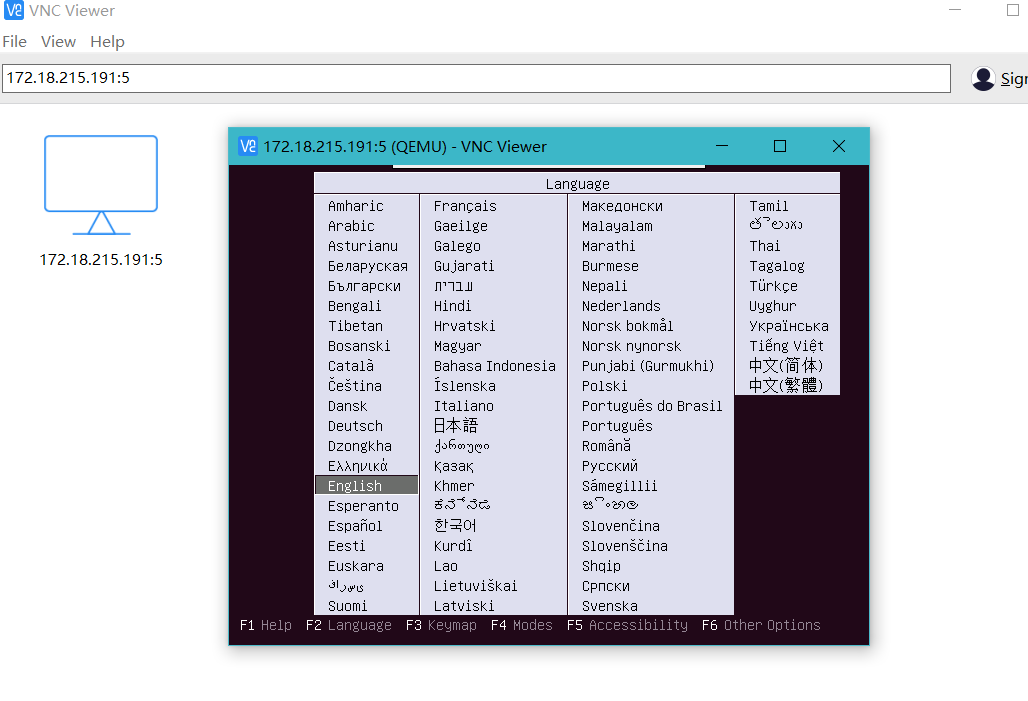 VNC Viewer
File View Help
172.18.215.191:5
Sign
172.18.215.191:5
172.18.215.191:5 (QEMU) - VNC Viewer
Language
Amharic
Arabic
Asturianu
Беларуская
Български
Bengali
Tibetan
Bosanski
Català
Čeština
Dansk
Deutsch
Dzongkha
Ελληνικά
English
Esperanto
Español
Eesti
Euskara
Suomi
Français
Gaeilge
Galego
Gujarati
עברית
Hindi
Hrvatski
Magyar
Bahasa Indonesia
Íslenska
Italiano
日本語
ქართული
Қазақ
Khmer
한국어
Kurdî
Lao
Lietuviškai
Latviski
Македонски
Malayalam
Marathi
Burmese
Nepali
Nederlands
Norsk bokmål
Norsk nynorsk
Punjabi (Gurmukhi)
Polski
Português do Brasil
Português
Română
Русский
Sámegillii
Slovenčina
Slovenščina
Shqip
Српски
Svenska
Tamil
Thai
Tagalog
Türkçe
Uyghur
Українська
Tiếng Việt
中文(简体)
中文(繁體)
F1 Help F2 Language F3 Keymap F4 Modes F5 Accessibility F6 Other Options